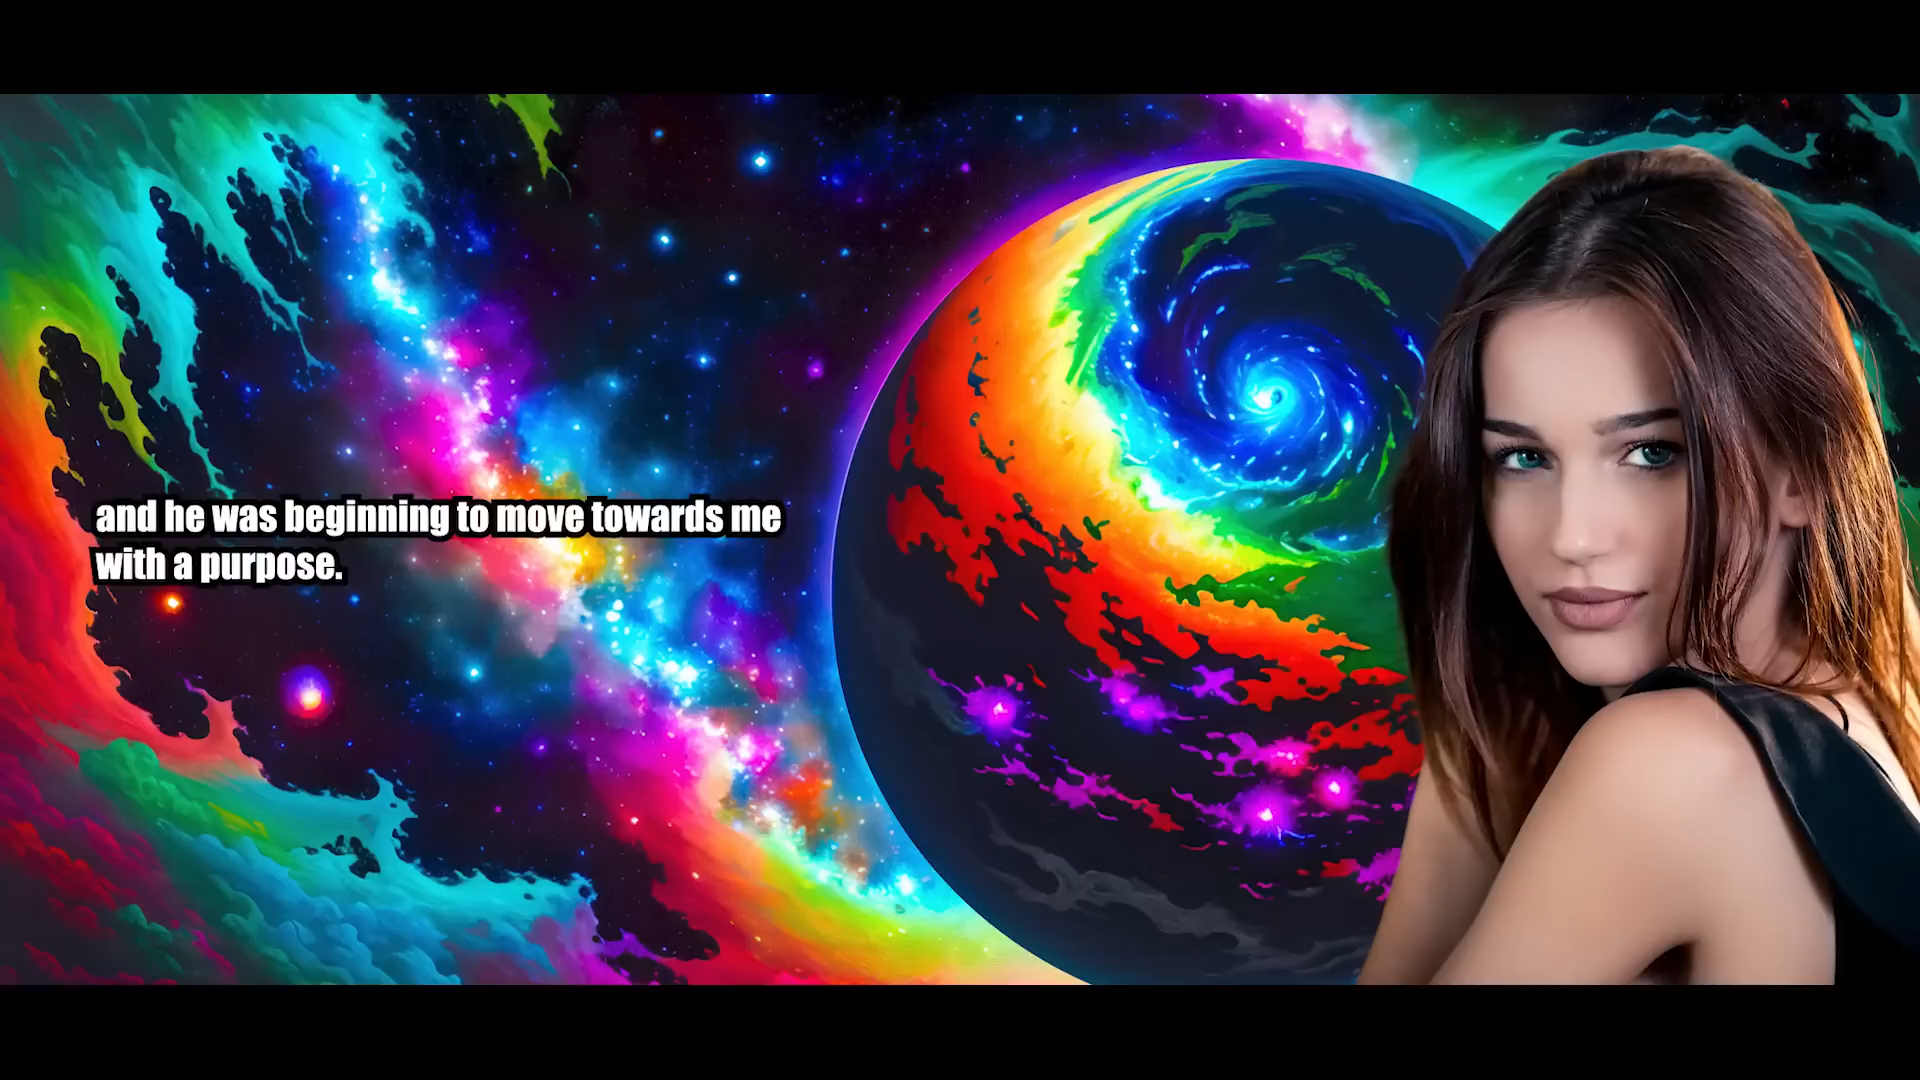 and he was beginning to move towards me
with a purpose.